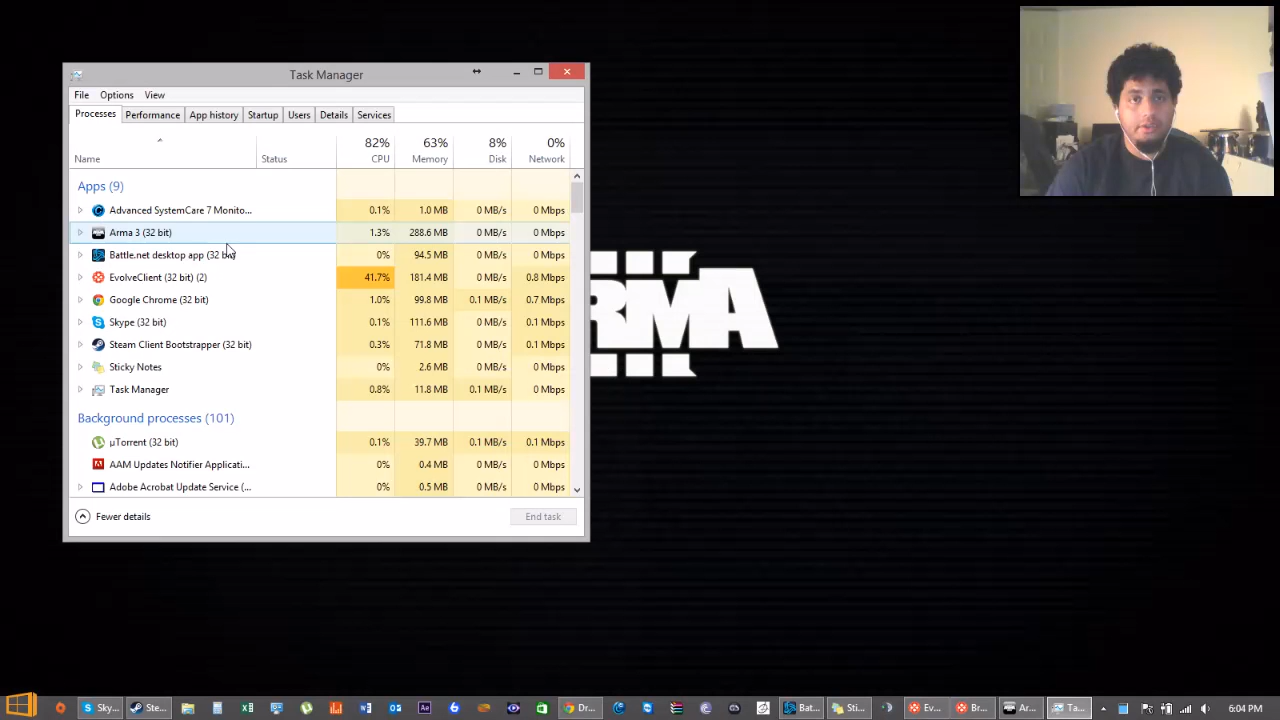 Task Manager
File Options View
Processes Performance App history Startup Users Details Services
82% 63% 8% 0%
Name Status CPU Memory Disk Network
Apps (9)
Advanced SystemCare 7 Monito... 0.1% 1.0 MB 0 MB/s 0 Mbps
Arma 3 (32 bit) 1.3% 288.6 MB 0 MB/s 0 Mbps
Battle.net desktop app (32 bit) 0% 94.5 MB 0 MB/s 0 Mbps
EvolveClient (32 bit) (2) 41.7% 181.4 MB 0 MB/s 0.8 Mbps
Google Chrome (32 bit) 1.0% 99.8 MB 0.1 MB/s 0.7 Mbps
Skype (32 bit) 0.1% 111.6 MB 0 MB/s 0.1 Mbps
Steam Client Bootstrapper (32 bit) 0.3% 71.8 MB 0 MB/s 0.1 Mbps
Sticky Notes 0% 2.6 MB 0 MB/s 0 Mbps
Task Manager 0.8% 11.8 MB 0.1 MB/s 0 Mbps
Background processes (101)
µTorrent (32 bit) 0.1% 39.7 MB 0.1 MB/s 0.1 Mbps
AAM Updates Notifier Applicati... 0% 0.4 MB 0 MB/s 0 Mbps
Adobe Acrobat Update Service (... 0% 0.5 MB 0 MB/s 0 Mbps
Fewer details End task
RMA
Sky... Ste... Ae Dr... Bat... Sti... Ev... Br... Ar... Ta... 6:04 PM